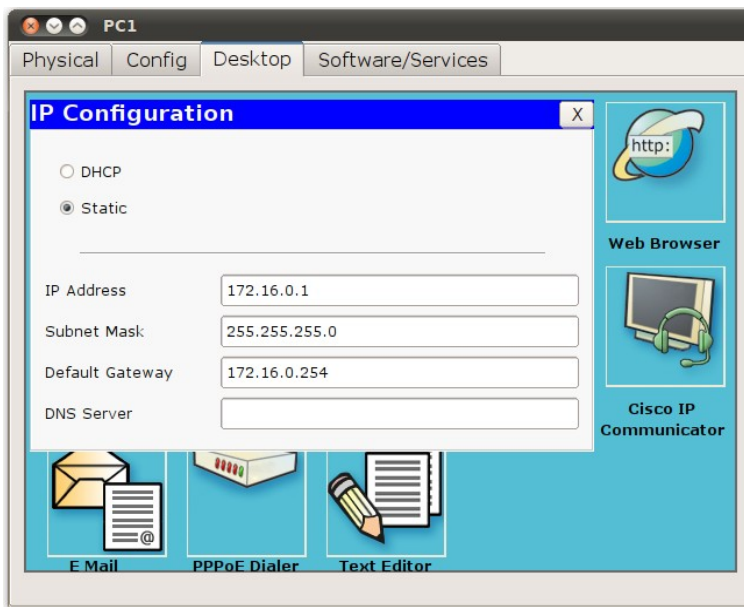 PC1
Physical Config Desktop Software/Services
IP Configuration X
http:
DHCP
Static
Web Browser
IP Address 172.16.0.1
Subnet Mask 255.255.255.0
Default Gateway 172.16.0.254
DNS Server
Cisco IP
Communicator
@
E Mail PPPoE Dialer Text Editor